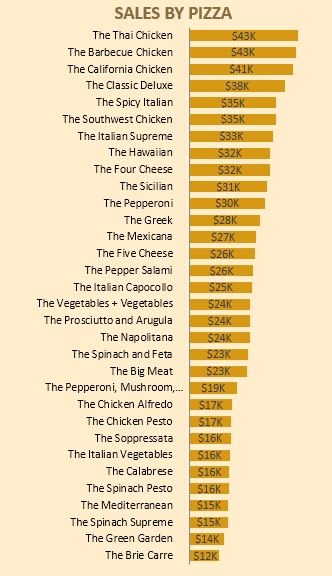 SALES BY PIZZA
The Thai Chicken $43K
The Barbecue Chicken $43K
The California Chicken $41K
The Classic Deluxe $38K
The Spicy Italian $35K
The Southwest Chicken $35K
The Italian Supreme $33K
The Hawaiian $32K
The Four Cheese $32K
The Sicilian $31K
The Pepperoni $30K
The Greek $28K
The Mexicana $27K
The Five Cheese $26K
The Pepper Salami $26K
The Italian Capocollo $25K
The Vegetables + Vegetables $24K
The Prosciutto and Arugula $24K
The Napolitana $24K
The Spinach and Feta $23K
The Big Meat $23K
The Pepperoni, Mushroom,... $19K
The Chicken Alfredo $17K
The Chicken Pesto $17K
The Soppressata $16K
The Italian Vegetables $16K
The Calabrese $16K
The Spinach Pesto $16K
The Mediterranean $15K
The Spinach Supreme $15K
The Green Garden $14K
The Brie Carre $12K